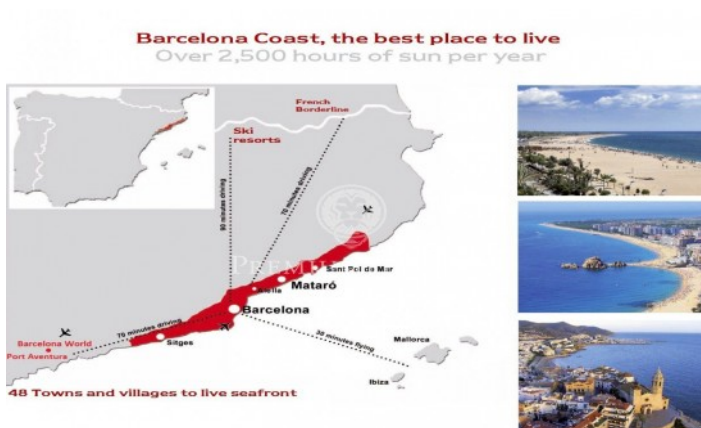 Barcelona Coast, the best place to live
Over 2,500 hours of sun per year
French
Borderline
Ski
resorts
90 minutes driving
70 minutes driving
Sant Pol de Mar
Mataró
Barcelona
70 minutes driving
30 minutes flying
Barcelona World
Port Aventura
Sitges
Mallorca
Ibiza
48 Towns and villages to live seafront